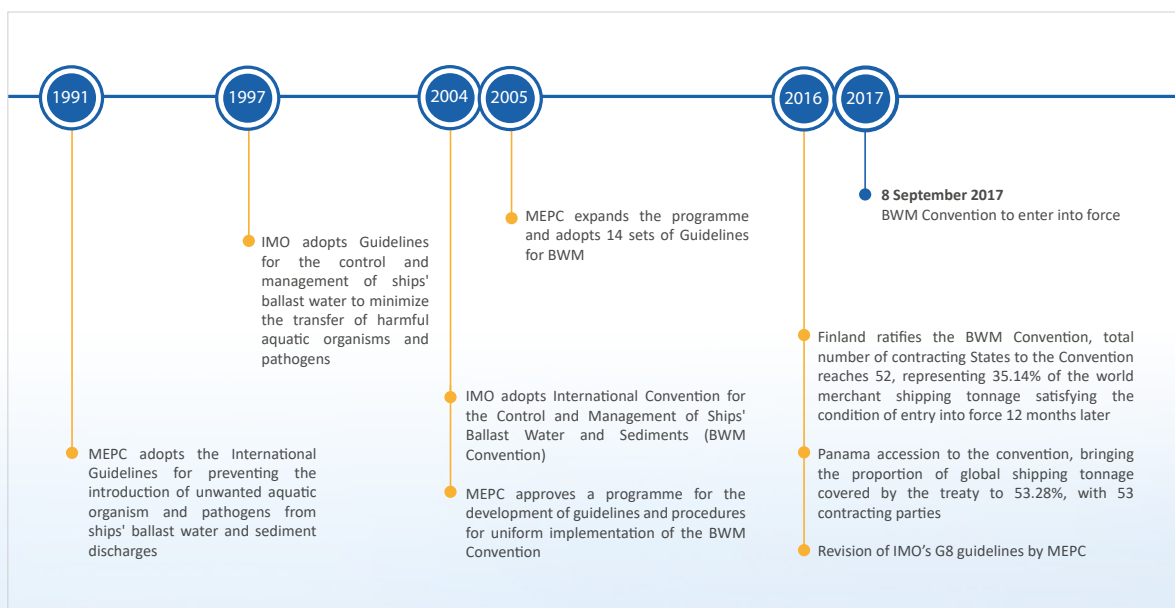 1991
1997
2004
2005
2016
2017
8 September 2017
BWM Convention to enter into force
MEPC expands the programme
and adopts 14 sets of Guidelines
for BWM
IMO adopts Guidelines
for the control and
management of ships'
ballast water to minimize
the transfer of harmful
aquatic organisms and
pathogens
Finland ratifies the BWM Convention, total
number of contracting States to the Convention
reaches 52, representing 35.14% of the world
merchant shipping tonnage satisfying the
condition of entry into force 12 months later
IMO adopts International Convention for
the Control and Management of Ships'
Ballast Water and Sediments (BWM
Convention)
MEPC adopts the International
Guidelines for preventing the
introduction of unwanted aquatic
organism and pathogens from
ships' ballast water and sediment
discharges
Panama accession to the convention, bringing
the proportion of global shipping tonnage
covered by the treaty to 53.28%, with 53
contracting parties
MEPC approves a programme for the
development of guidelines and procedures
for uniform implementation of the BWM
Convention
Revision of IMO’s G8 guidelines by MEPC